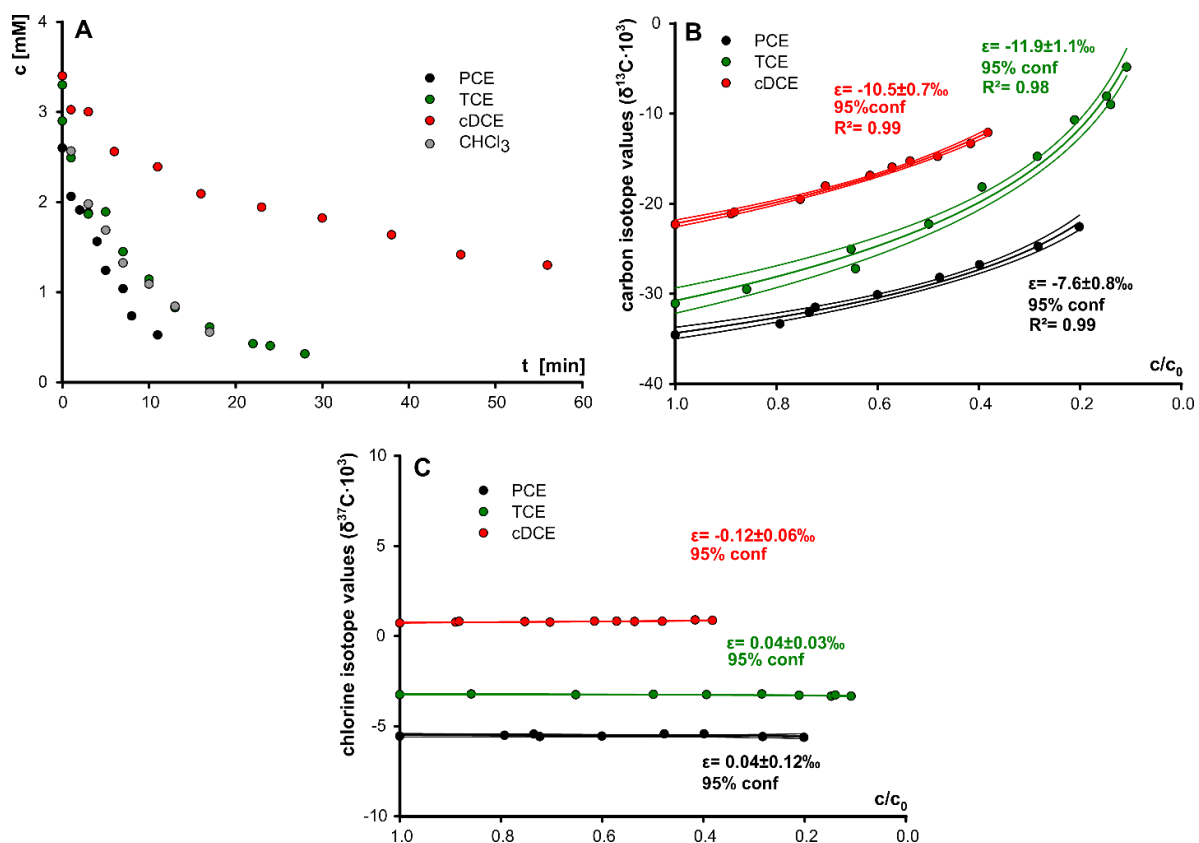 A
c [mM]
4
3
2
1
0
PCE
TCE
cDCE
CHCl₃
t [min]
0 10 20 30 40 50 60
B
carbon isotope values (δ¹³C·10³)
0
-10
-20
-30
-40
PCE
TCE
cDCE
ε= -11.9±1.1‰
95% conf
R²= 0.98
ε= -10.5±0.7‰
95%conf
R²= 0.99
ε= -7.6±0.8‰
95% conf
R²= 0.99
c/c₀
1.0 0.8 0.6 0.4 0.2 0.0
C
chlorine isotope values (δ³⁷C·10³)
10
5
0
-5
-10
PCE
TCE
cDCE
ε= -0.12±0.06‰
95% conf
ε= 0.04±0.03‰
95% conf
ε= 0.04±0.12‰
95% conf
c/c₀
1.0 0.8 0.6 0.4 0.2 0.0